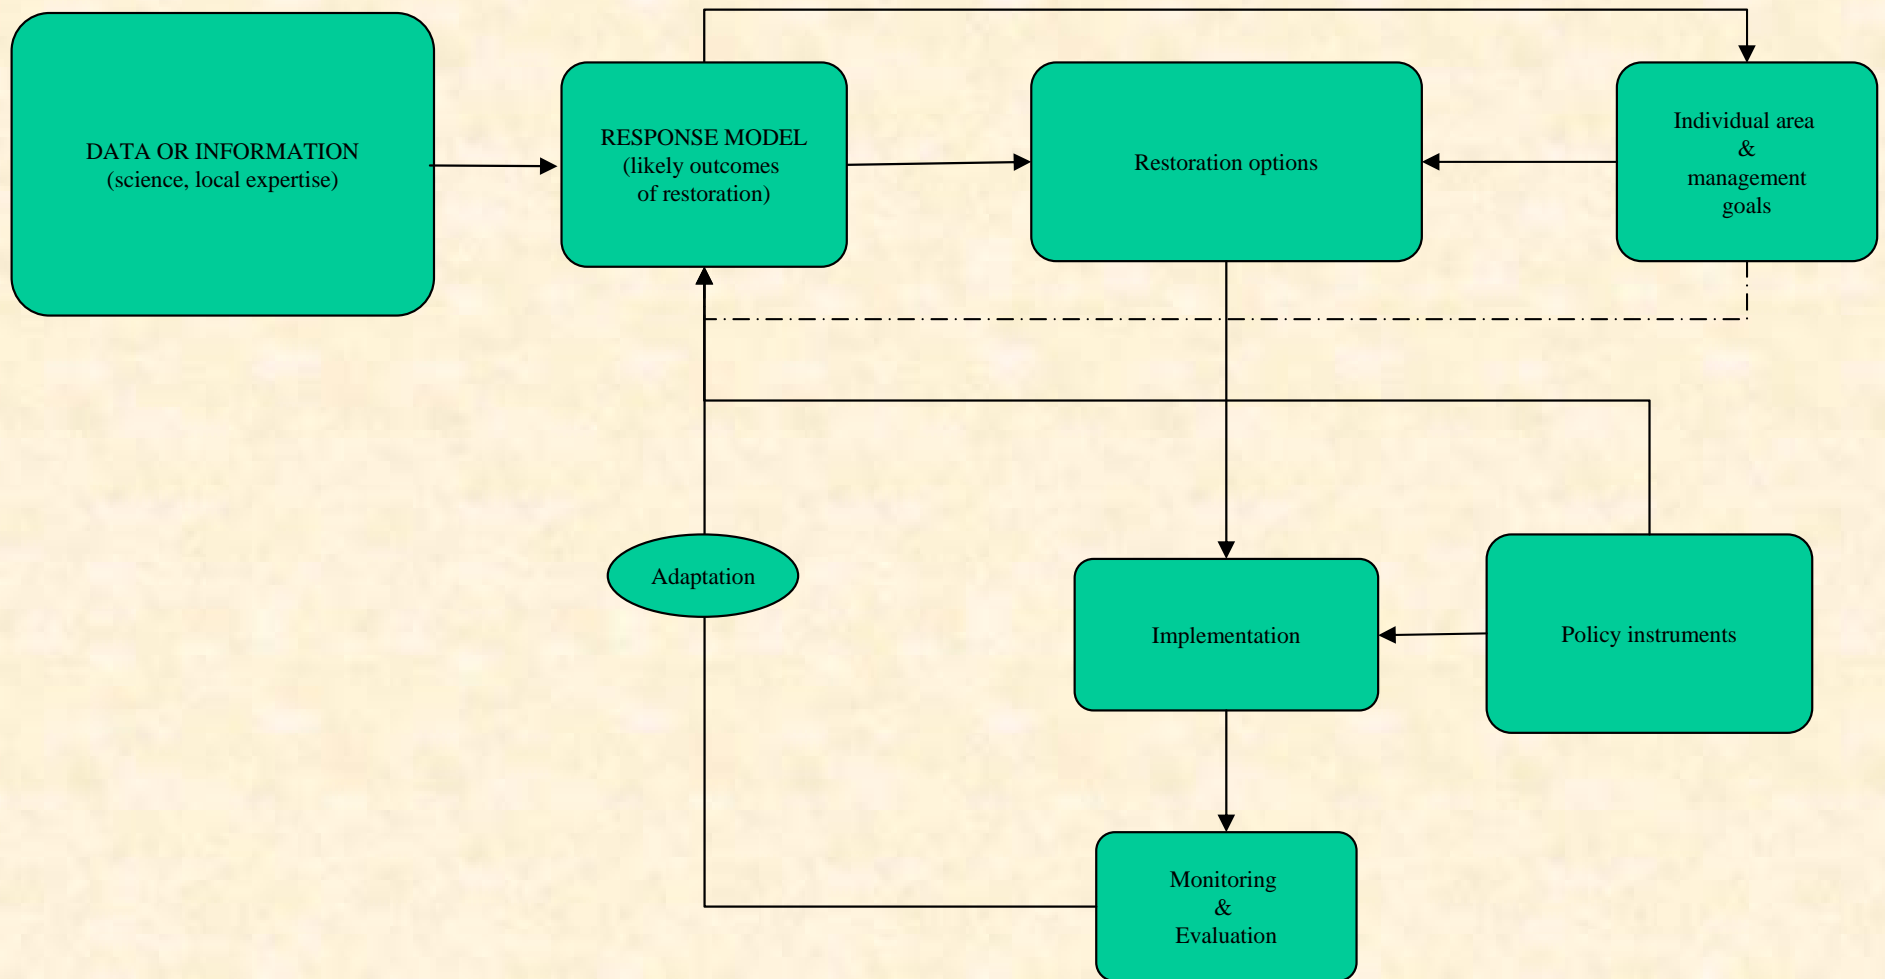 DATA OR INFORMATION
(science, local expertise)
RESPONSE MODEL
(likely outcomes
of restoration)
Restoration options
Individual area
&
management
goals
Adaptation
Implementation
Policy instruments
Monitoring
&
Evaluation